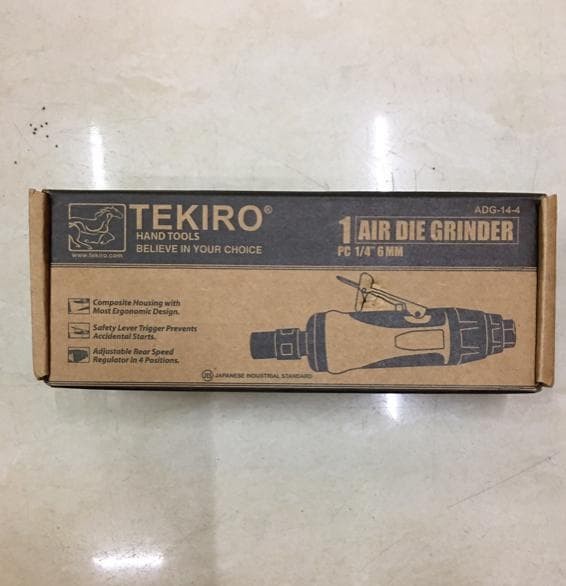 TEKIRO®
HAND TOOLS
BELIEVE IN YOUR CHOICE
www.tekiro.com
ADG-14-4
1 AIR DIE GRINDER
PC 1/4" 6 MM
Composite Housing with
Most Ergonomic Design.
Safety Lever Trigger Prevents
Accidental Starts.
Adjustable Rear Speed
Regulator in 4 Positions.
JIS JAPANESE INDUSTRIAL STANDARD